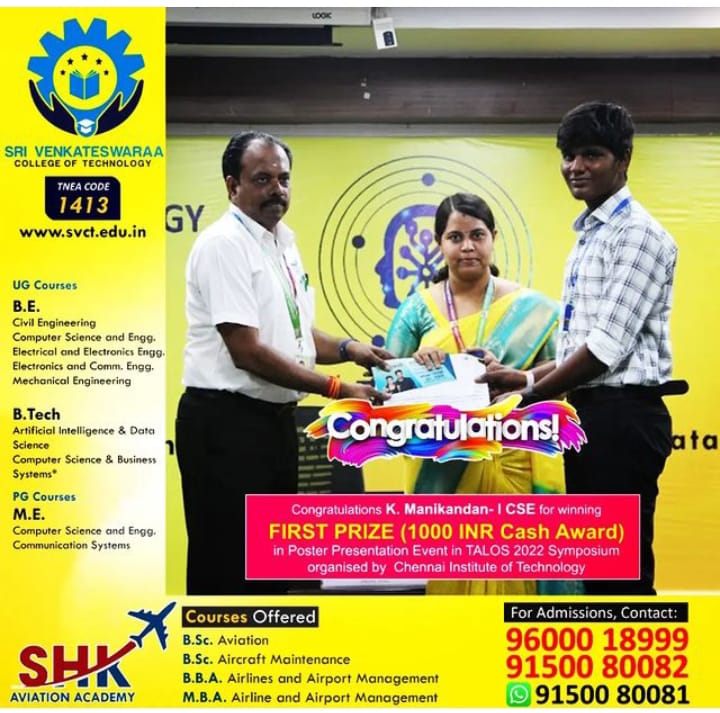 LOGIC
SRI VENKATESWARAA
COLLEGE OF TECHNOLOGY
TNEA CODE
1413
www.svct.edu.in
UG Courses
B.E.
Civil Engineering
Computer Science and Engg.
Electrical and Electronics Engg.
Electronics and Comm. Engg.
Mechanical Engineering
B.Tech
Artificial Intelligence & Data
Science
Computer Science & Business
Systems*
PG Courses
M.E.
Computer Science and Engg.
Communication Systems
GY
ata
Congratulations!
Congratulations K. Manikandan- I CSE for winning
FIRST PRIZE (1000 INR Cash Award)
in Poster Presentation Event in TALOS 2022 Symposium
organised by Chennai Institute of Technology
SHK
AVIATION ACADEMY
Courses Offered
B.Sc. Aviation
B.Sc. Aircraft Maintenance
B.B.A. Airlines and Airport Management
M.B.A. Airline and Airport Management
For Admissions, Contact:
96000 18999
91500 80082
91500 80081